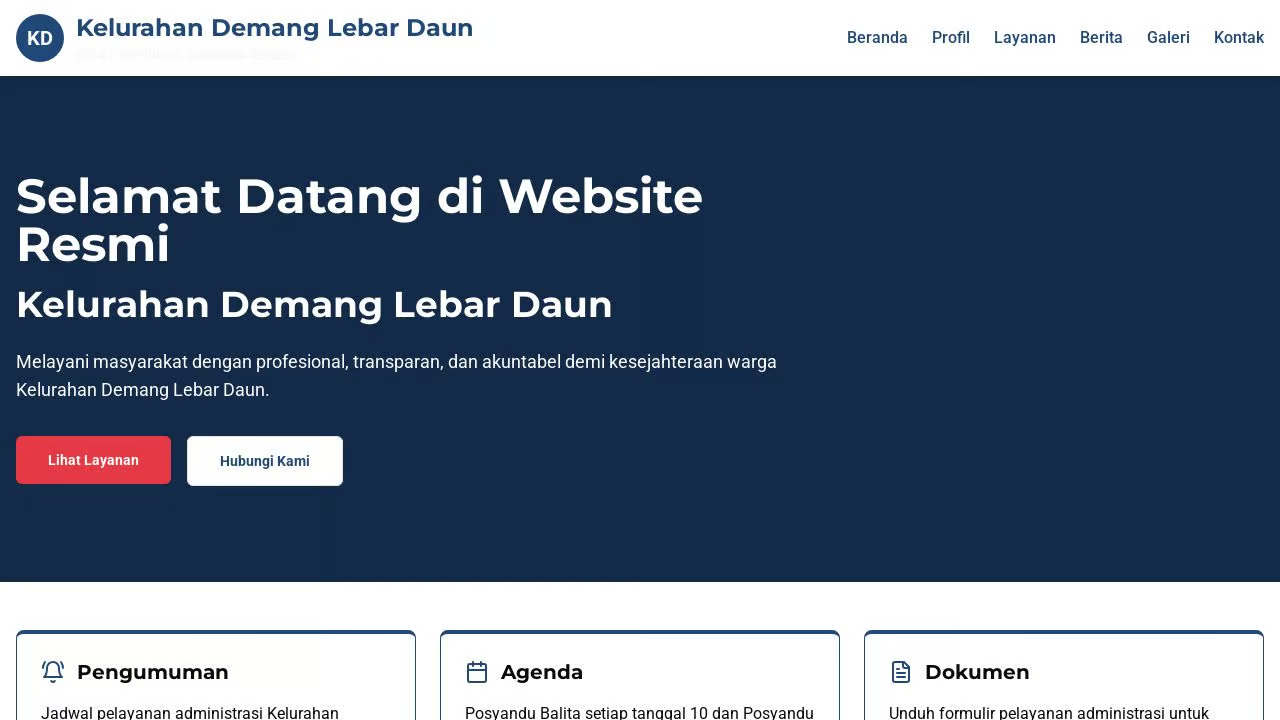 KD
Kelurahan Demang Lebar Daun
Beranda
Profil
Layanan
Berita
Galeri
Kontak
Selamat Datang di Website
Resmi
Kelurahan Demang Lebar Daun
Melayani masyarakat dengan profesional, transparan, dan akuntabel demi kesejahteraan warga
Kelurahan Demang Lebar Daun.
Lihat Layanan
Hubungi Kami
Pengumuman
Jadwal pelayanan administrasi Kelurahan
Agenda
Posyandu Balita setiap tanggal 10 dan Posyandu
Dokumen
Unduh formulir pelayanan administrasi untuk